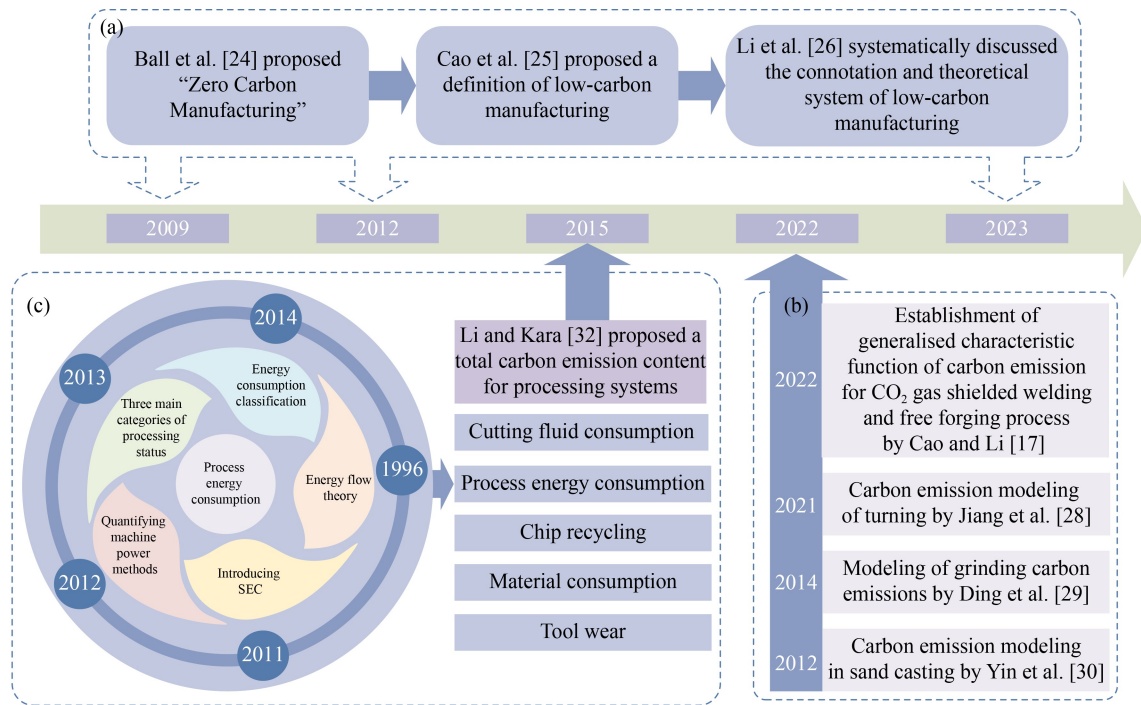 (a)
Ball et al. [24] proposed
“Zero Carbon
Manufacturing”
Cao et al. [25] proposed a
definition of low-carbon
manufacturing
Li et al. [26] systematically discussed
the connotation and theoretical
system of low-carbon
manufacturing
2009
2012
2015
2022
2023
(c)
2014
2013
1996
2012
2011
Energy
consumption
classification
Three main
categories of
processing
status
Process
energy
consumption
Energy flow
theory
Quantifying
machine
power
methods
Introducing
SEC
Li and Kara [32] proposed a
total carbon emission content
for processing systems
Cutting fluid consumption
Process energy consumption
Chip recycling
Material consumption
Tool wear
(b)
2022
Establishment of
generalised characteristic
function of carbon emission
for CO₂ gas shielded welding
and free forging process
by Cao and Li [17]
2021
Carbon emission modeling
of turning by Jiang et al. [28]
2014
Modeling of grinding carbon
emissions by Ding et al. [29]
2012
Carbon emission modeling
in sand casting by Yin et al. [30]